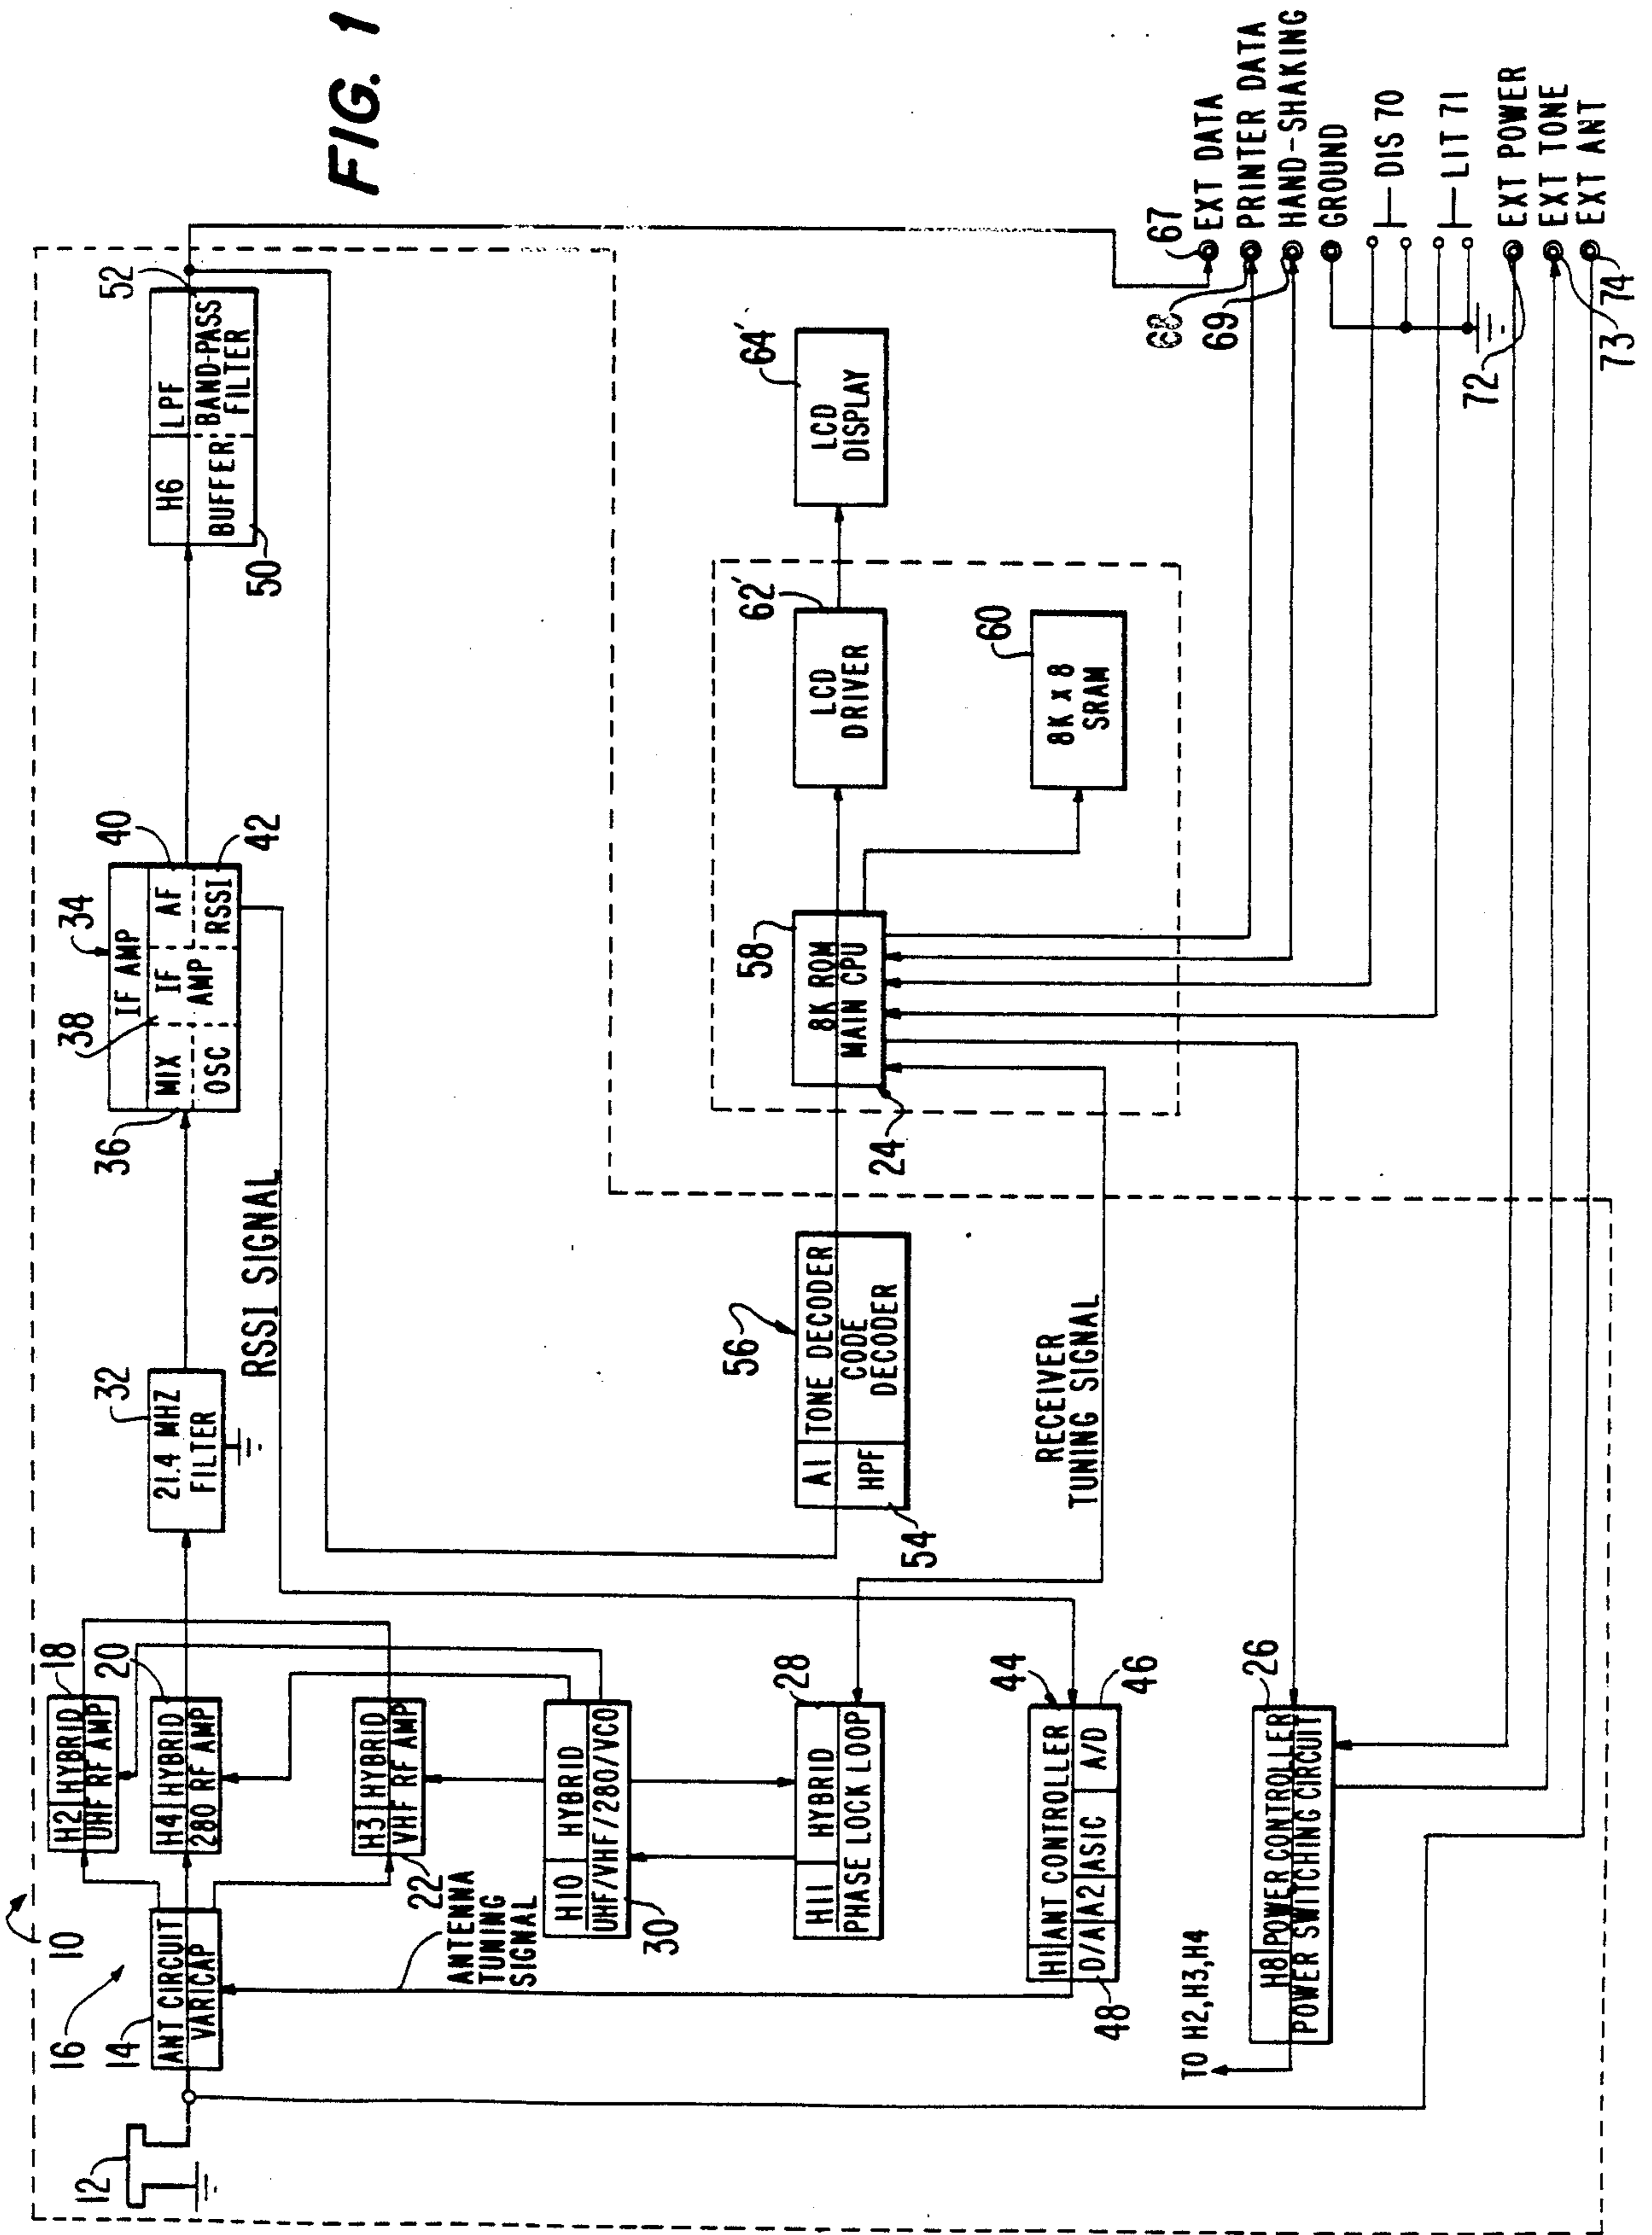 FIG. 1
10
12
16
14
ANT CIRCUIT
VARICAP
H2 HYBRID
UHF RF AMP
18
H4 HYBRID
280 RF AMP
20
H3 HYBRID
VHF RF AMP
22
ANTENNA
TUNING
SIGNAL
H10 HYBRID
UHF/VHF/280/VCO
30
H11 HYBRID
PHASE LOCK LOOP
28
H1 ANT CONTROLLER
D/A A2 ASIC A/D
44
46
48
TO H2,H3,H4
H8 POWER CONTROLLER
POWER SWITCHING CIRCUIT
26
21.4 MHZ
FILTER
32
RSSI SIGNAL
IF AMP
34
36
38
MIX
OSC
IF
AMP
AF
RSSI
40
42
H6 LPF
BUFFER BAND-PASS
FILTER
50
52
A1 TONE DECODER
HPF CODE
DECODER
54
56
RECEIVER
TUNING SIGNAL
8K ROM
MAIN CPU
58
24
LCD
DRIVER
62'
8K x 8
SRAM
60
LCD
DISPLAY
64'
67
EXT DATA
68
PRINTER DATA
69
HAND-SHAKING
GROUND
DIS 70
LIT 71
72
EXT POWER
73
EXT TONE
74
EXT ANT